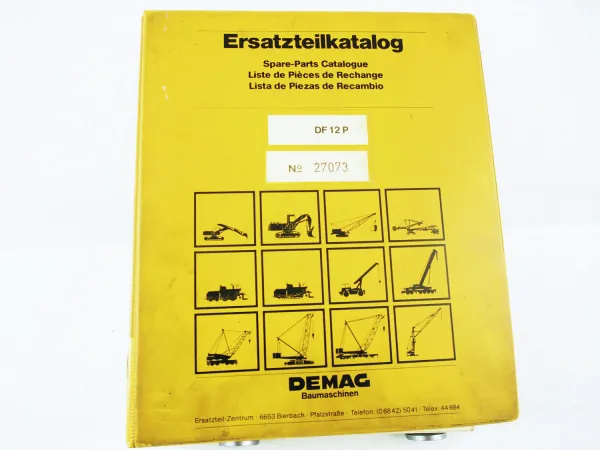 Ersatzteilkatalog
Spare-Parts Catalogue
Liste de Pièces de Rechange
Lista de Piezas de Recambio
DF 12 P
Nº 27073
DEMAG
Baumaschinen
Ersatzteil-Zentrum · 6653 Bierbach · Pfalzstraße · Telefon: (0 68 42) 50 41 · Telex: 44 684